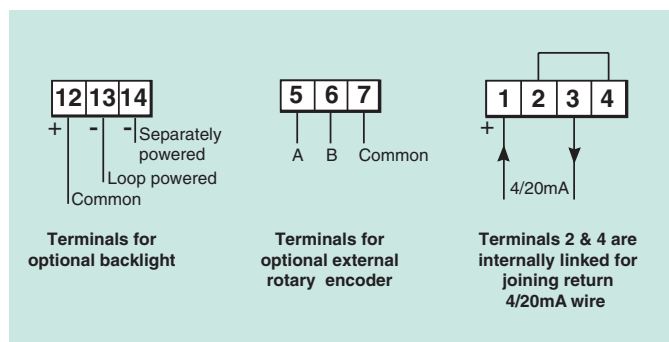 12 13 14
+ - -
Separately
powered
Loop powered
Common
Terminals for
optional backlight
5 6 7
A B Common
Terminals for
optional external
rotary encoder
1 2 3 4
+
4/20mA
Terminals 2 & 4 are
internally linked for
joining return
4/20mA wire